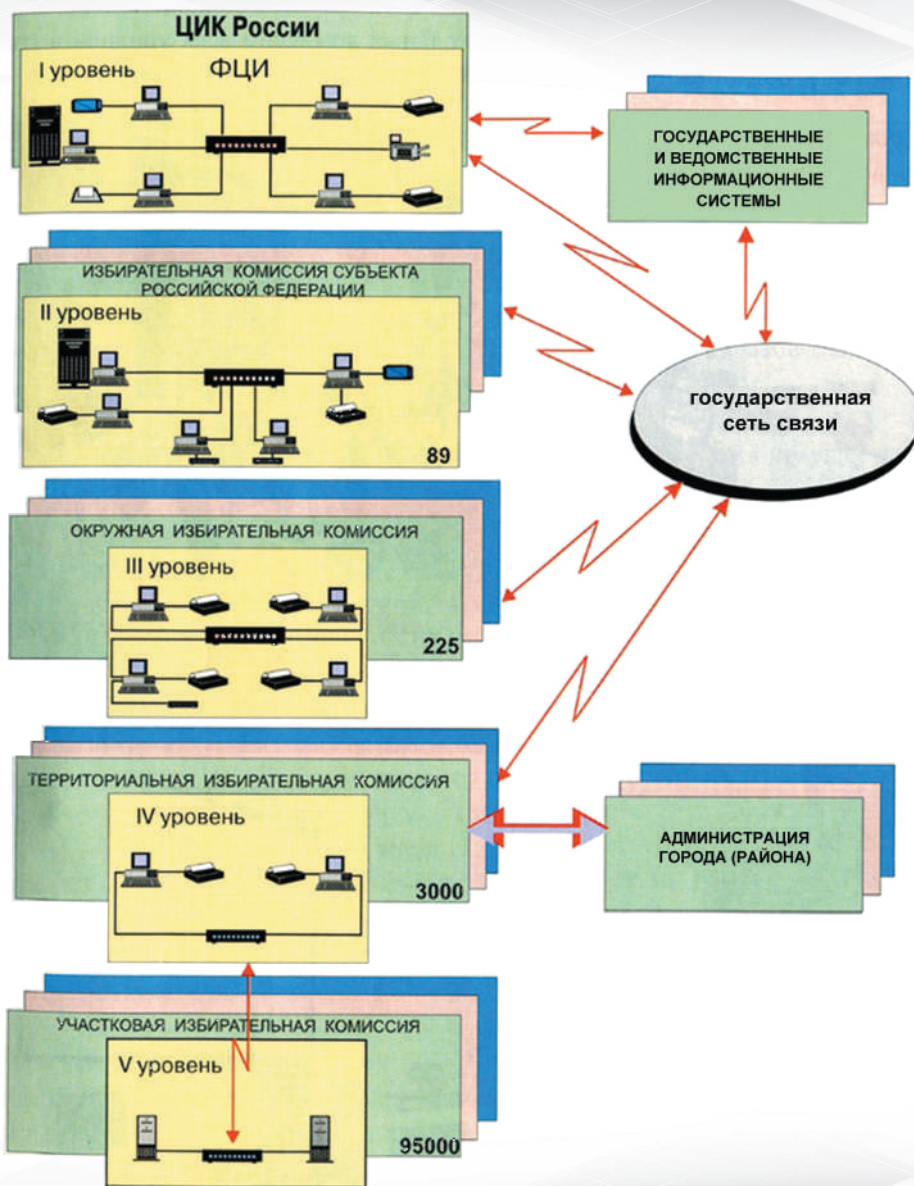 ЦИК России
I уровень
ФЦИ
ГОСУДАРСТВЕННЫЕ
И ВЕДОМСТВЕННЫЕ
ИНФОРМАЦИОННЫЕ
СИСТЕМЫ
ИЗБИРАТЕЛЬНАЯ КОМИССИЯ СУБЪЕКТА
РОССИЙСКОЙ ФЕДЕРАЦИИ
II уровень
89
государственная
сеть связи
ОКРУЖНАЯ ИЗБИРАТЕЛЬНАЯ КОМИССИЯ
III уровень
225
ТЕРРИТОРИАЛЬНАЯ ИЗБИРАТЕЛЬНАЯ КОМИССИЯ
IV уровень
3000
АДМИНИСТРАЦИЯ
ГОРОДА (РАЙОНА)
УЧАСТКОВАЯ ИЗБИРАТЕЛЬНАЯ КОМИССИЯ
V уровень
95000